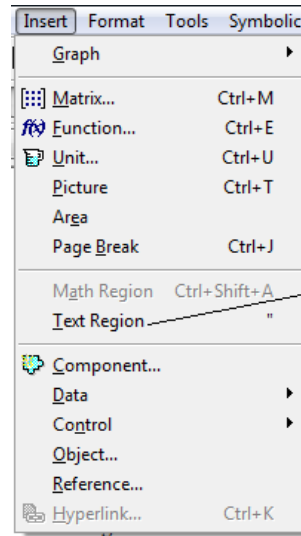 Insert Format Tools Symbolic
Graph
Matrix... Ctrl+M
f(x) Function... Ctrl+E
Unit... Ctrl+U
Picture Ctrl+T
Area
Page Break Ctrl+J
Math Region Ctrl+Shift+A
Text Region "
Component...
Data
Control
Object...
Reference...
Hyperlink... Ctrl+K